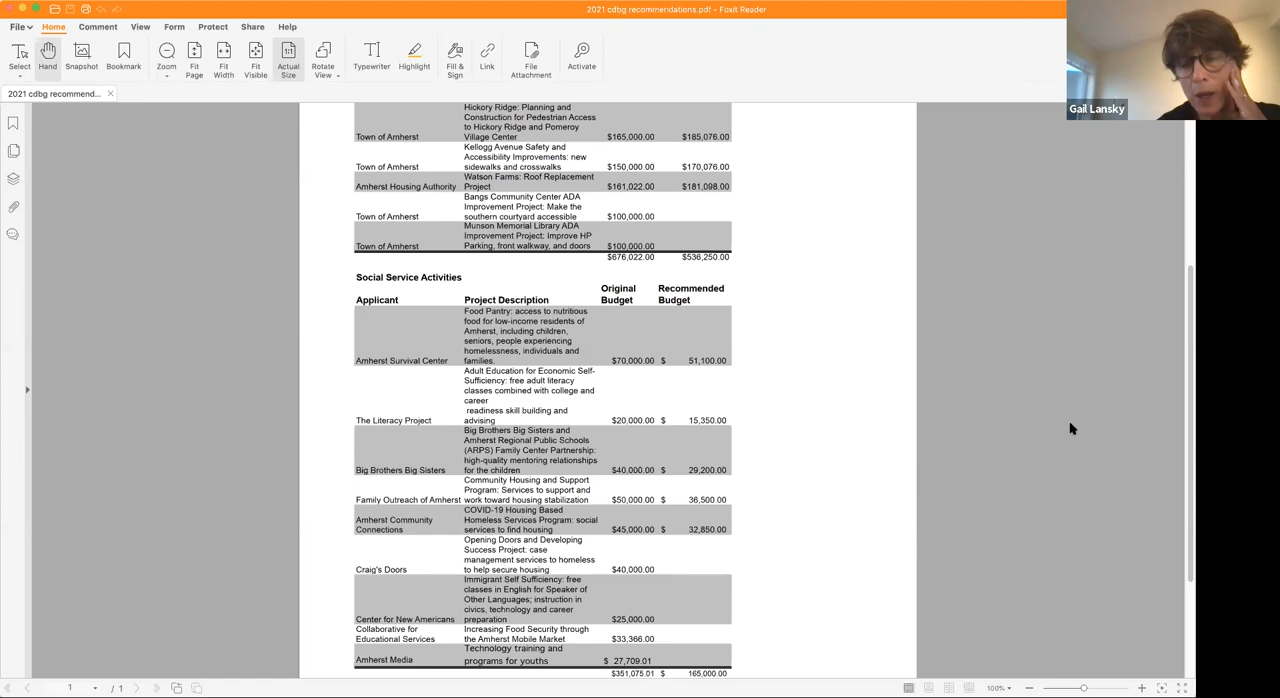 2021 cdbg recommendations.pdf - Foxit Reader
File Home Comment View Form Protect Share Help
Select Hand Snapshot Bookmark Zoom Fit Page Fit Width Fit Visible Actual Size Rotate View Typewriter Highlight Fill & Sign Link File Attachment Activate
2021 cdbg recommend...
Gail Lansky
Hickory Ridge: Planning and
Construction for Pedestrian Access
to Hickory Ridge and Pomeroy
Town of Amherst Village Center $165,000.00 $185,076.00
Kellogg Avenue Safety and
Accessibility Improvements: new
Town of Amherst sidewalks and crosswalks $150,000.00 $170,076.00
Watson Farms: Roof Replacement
Amherst Housing Authority Project $161,022.00 $181,098.00
Bangs Community Center ADA
Improvement Project: Make the
Town of Amherst southern courtyard accessible $100,000.00
Munson Memorial Library ADA
Improvement Project: Improve HP
Town of Amherst Parking, front walkway, and doors $100,000.00
$676,022.00 $536,250.00
Social Service Activities
Original Recommended
Applicant Project Description Budget Budget
Food Pantry: access to nutritious
food for low-income residents of
Amherst, including children,
seniors, people experiencing
homelessness, individuals and
Amherst Survival Center families. $70,000.00 $ 51,100.00
Adult Education for Economic Self-
Sufficiency: free adult literacy
classes combined with college and
career
readiness skill building and
The Literacy Project advising $20,000.00 $ 15,350.00
Big Brothers Big Sisters and
Amherst Regional Public Schools
(ARPS) Family Center Partnership:
high-quality mentoring relationships
Big Brothers Big Sisters for the children $40,000.00 $ 29,200.00
Community Housing and Support
Program: Services to support and
Family Outreach of Amherst work toward housing stabilization $50,000.00 $ 36,500.00
COVID-19 Housing Based
Amherst Community Homeless Services Program: social
Connections services to find housing $45,000.00 $ 32,850.00
Opening Doors and Developing
Success Project: case
management services to homeless
Craig's Doors to help secure housing $40,000.00
Immigrant Self Sufficiency: free
classes in English for Speaker of
Other Languages; instruction in
civics, technology and career
Center for New Americans preparation $25,000.00
Collaborative for Increasing Food Security through
Educational Services the Amherst Mobile Market $33,366.00
Technology training and
Amherst Media programs for youths $ 27,709.01
$351,075.01 $ 165,000.00
1 / 1 100%